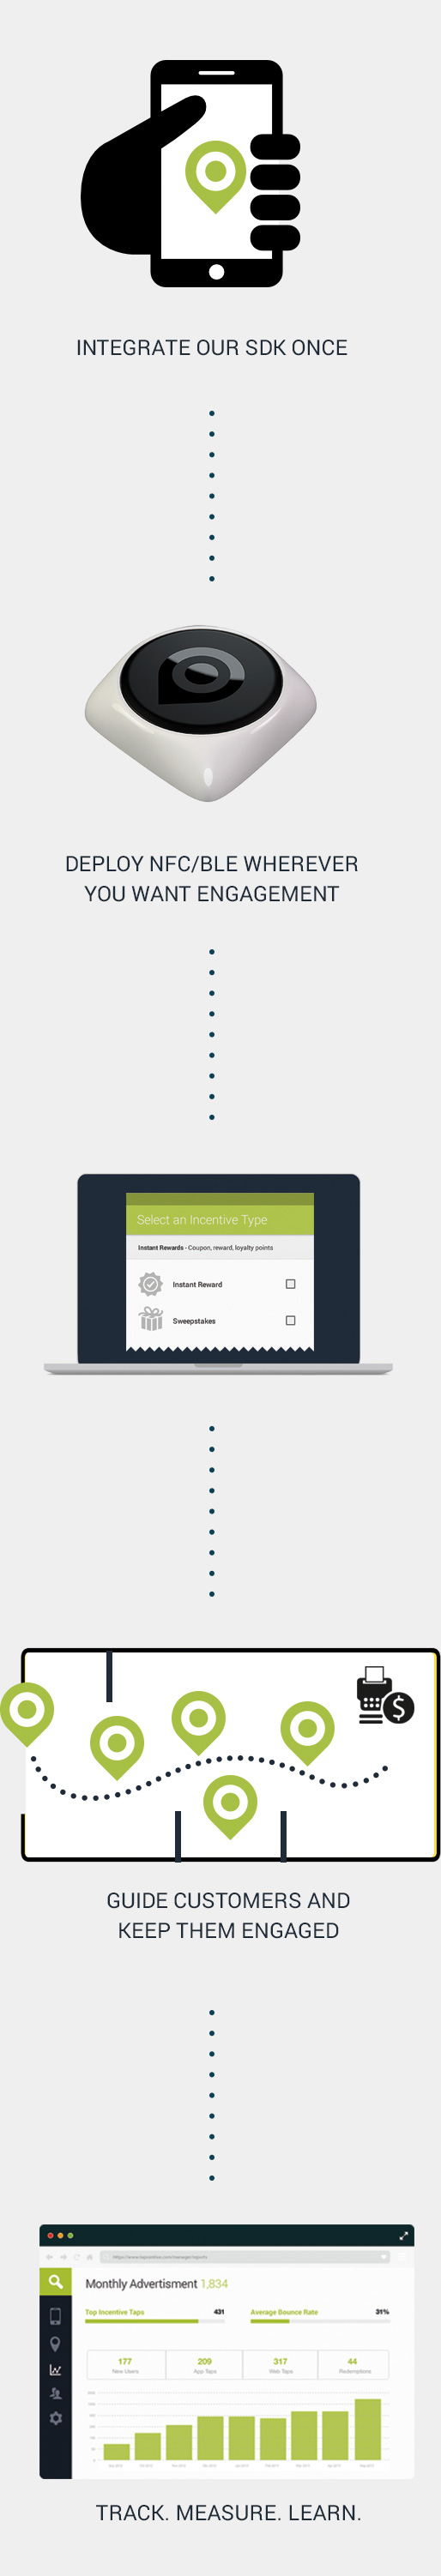 INTEGRATE OUR SDK ONCE
DEPLOY NFC/BLE WHEREVER
YOU WANT ENGAGEMENT
Select an Incentive Type
Instant Rewards - Coupon, reward, loyalty points
Instant Reward
Sweepstakes
$
GUIDE CUSTOMERS AND
KEEP THEM ENGAGED
Monthly Advertisment 1,834
Top Incentive Taps 431 Average Bounce Rate 31%
177 209 317 44
New Users App Taps Web Taps Redemptions
TRACK. MEASURE. LEARN.